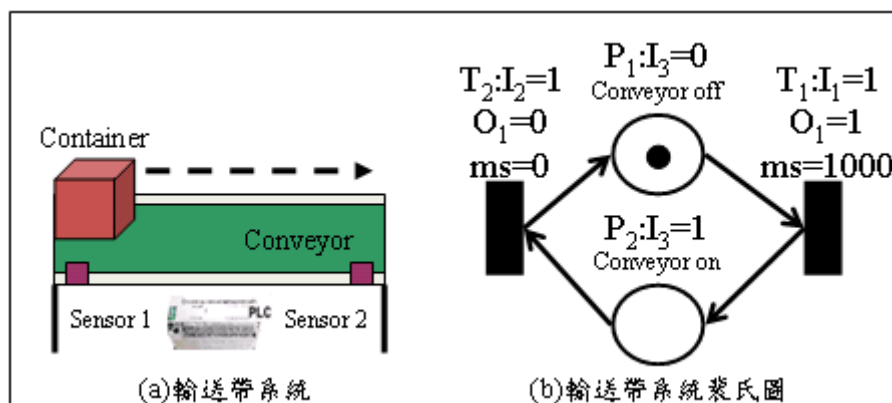 Container
Conveyor
Sensor 1
PLC
Sensor 2
(a)輸送帶系統
P₁:I₃=0
Conveyor off
T₂:I₂=1
O₁=0
ms=0
T₁:I₁=1
O₁=1
ms=1000
P₂:I₃=1
Conveyor on
(b)輸送帶系統裴氏圖